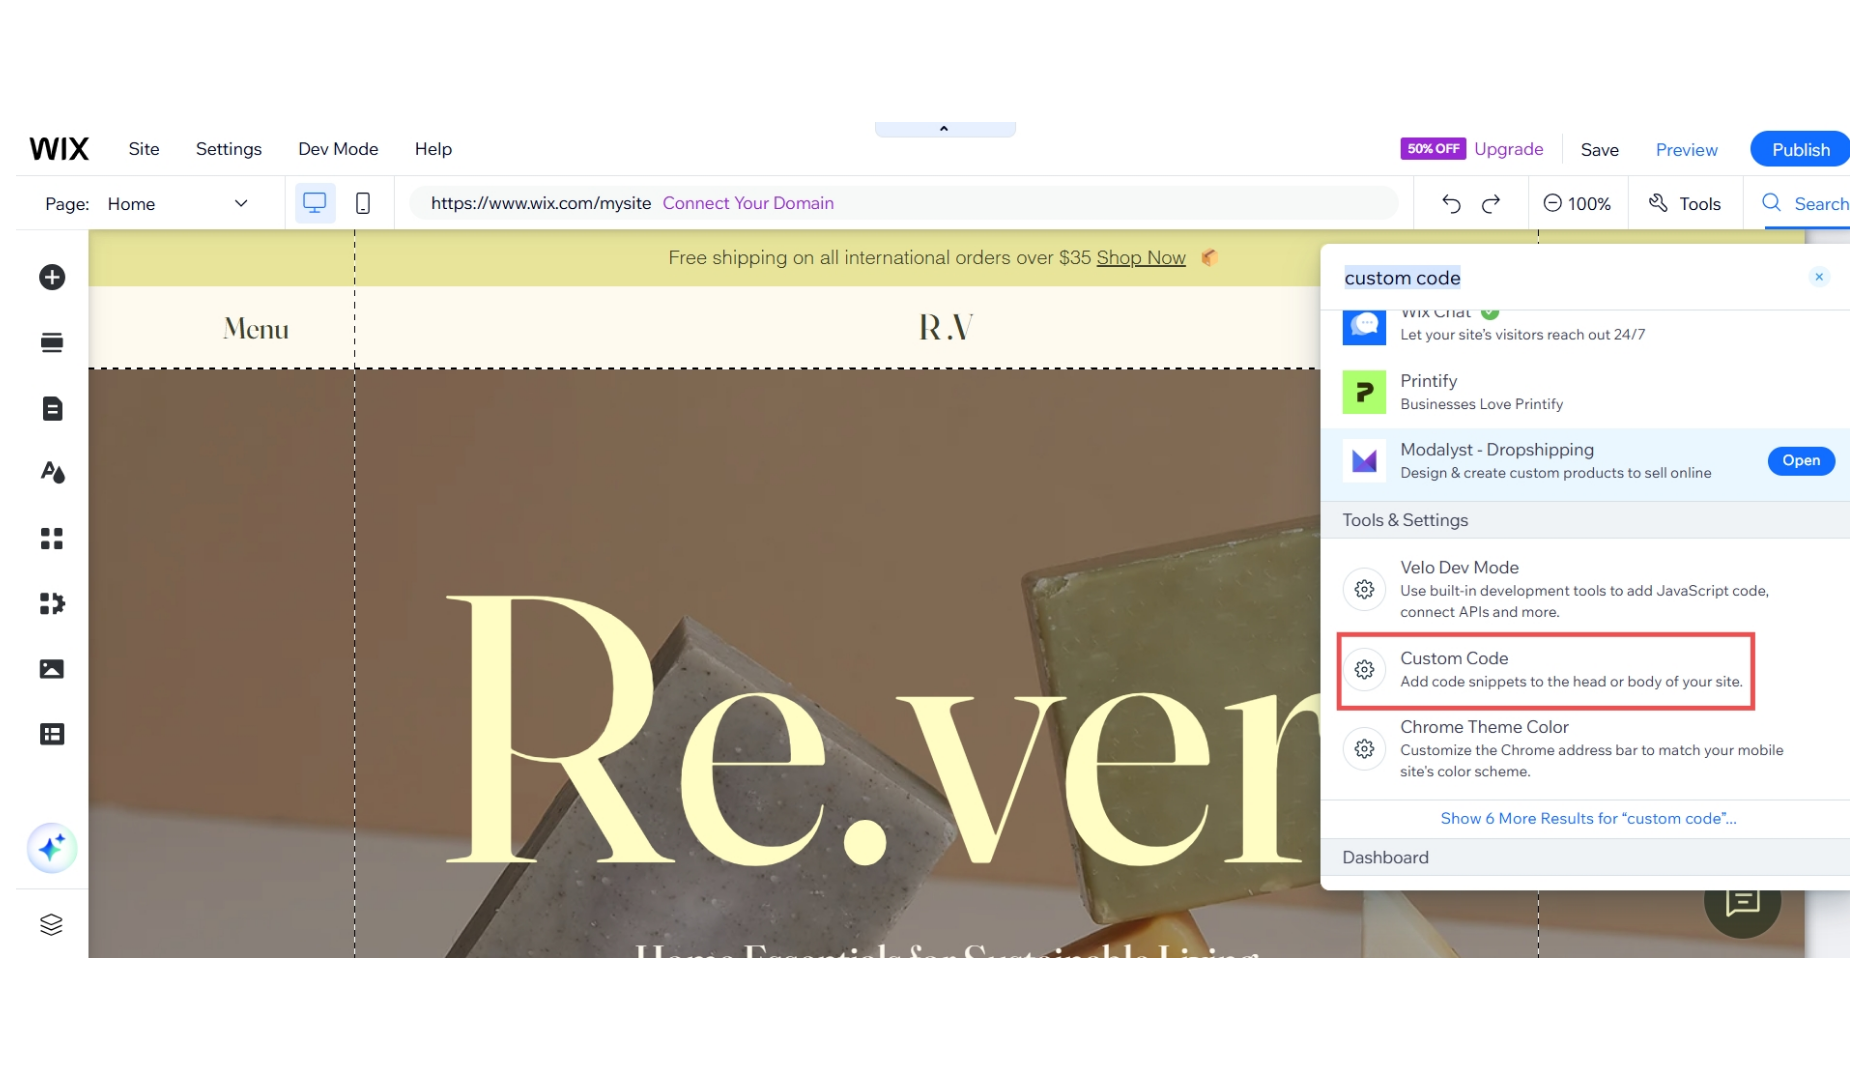 WIX Site Settings Dev Mode Help 50% OFF Upgrade Save Preview Publish
Page: Home https://www.wix.com/mysite Connect Your Domain 100% Tools Search
Free shipping on all international orders over $35 Shop Now
Menu R.V
Re.ver
Home Essentials for Sustainable Living
custom code
Wix Chat
Let your site's visitors reach out 24/7
Printify
Businesses Love Printify
Modalyst - Dropshipping
Design & create custom products to sell online
Open
Tools & Settings
Velo Dev Mode
Use built-in development tools to add JavaScript code,
connect APIs and more.
Custom Code
Add code snippets to the head or body of your site.
Chrome Theme Color
Customize the Chrome address bar to match your mobile
site's color scheme.
Show 6 More Results for “custom code”...
Dashboard